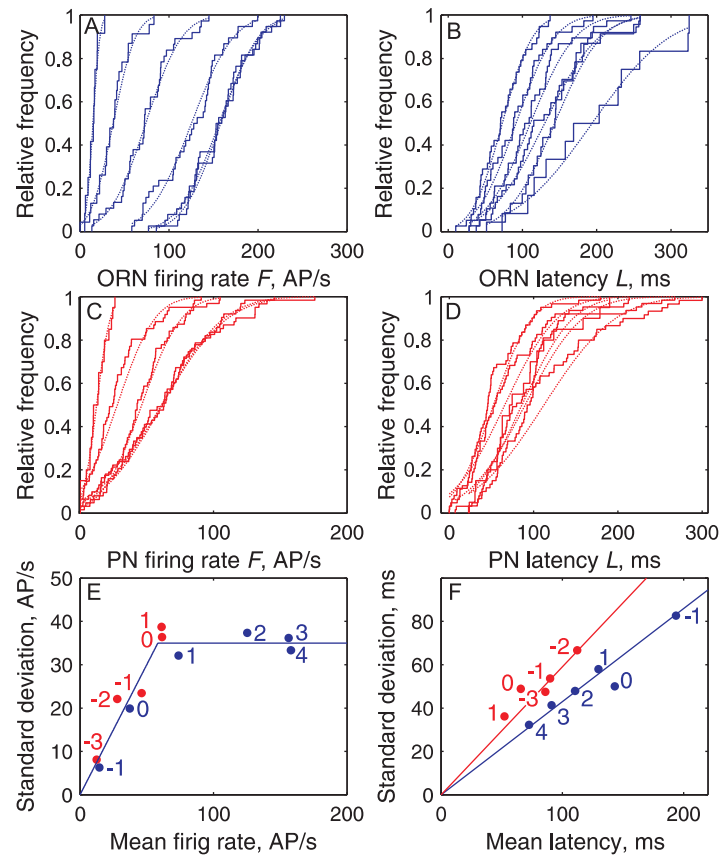 A
B
Relative frequency
1
0.8
0.6
0.4
0.2
0
0 100 200 300
ORN firing rate F, AP/s
Relative frequency
1
0.8
0.6
0.4
0.2
0
0 100 200 300
ORN latency L, ms
C
D
Relative frequency
1
0.8
0.6
0.4
0.2
0
0 100 200
PN firing rate F, AP/s
Relative frequency
1
0.8
0.6
0.4
0.2
0
0 100 200 300
PN latency L, ms
E
Standard deviation, AP/s
50
40
30
20
10
0
1
0
2
3
4
1
-1
-2
0
-3
-1
0 50 100 150 200
Mean firig rate, AP/s
F
Standard deviation, ms
80
60
40
20
0
-1
-2
-1
0
1
-3
0
2
3
1
4
0 100 200
Mean latency, ms